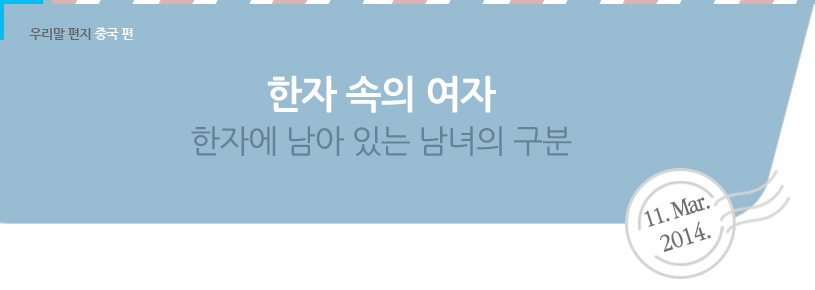 우리말 편지 중국 편
한자 속의 여자
한자에 남아 있는 남녀의 구분
11. Mar.
2014.